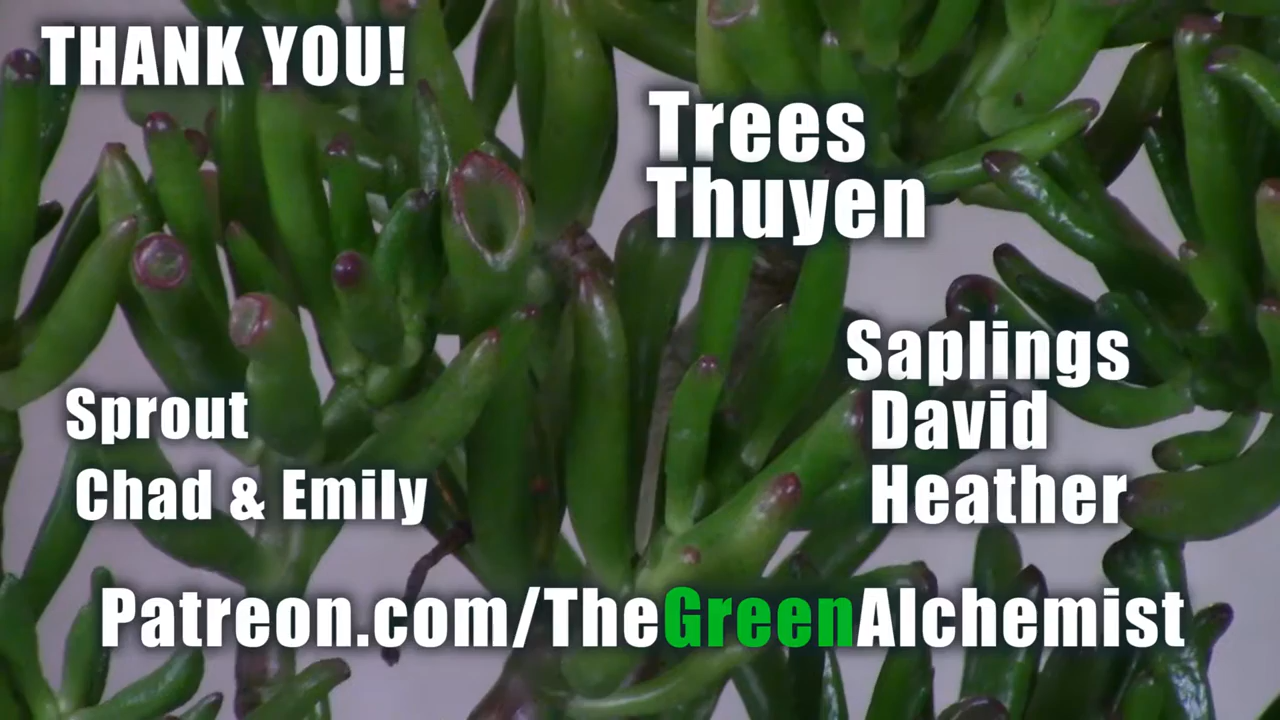 THANK YOU!
Trees
Thuyen
Saplings
David
Heather
Sprout
Chad & Emily
Patreon.com/TheGreenAlchemist